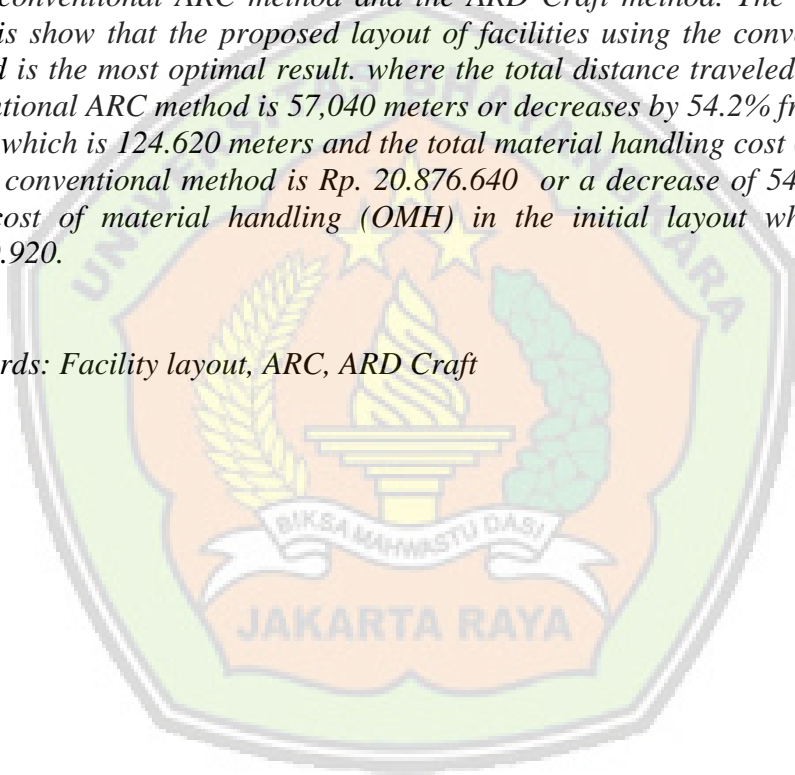 conventional ARC method and the ARD Craft method. The
is show that the proposed layout of facilities using the conve
d is the most optimal result. where the total distance traveled
entional ARC method is 57,040 meters or decreases by 54.2% fr
which is 124.620 meters and the total material handling cost
conventional method is Rp. 20.876.640 or a decrease of 54
cost of material handling (OMH) in the initial layout wh
.920.
rds: Facility layout, ARC, ARD Craft
UNIVERSITAS BHAYANGKARA
BIKSA MAHWASTU DASI
JAKARTA RAYA